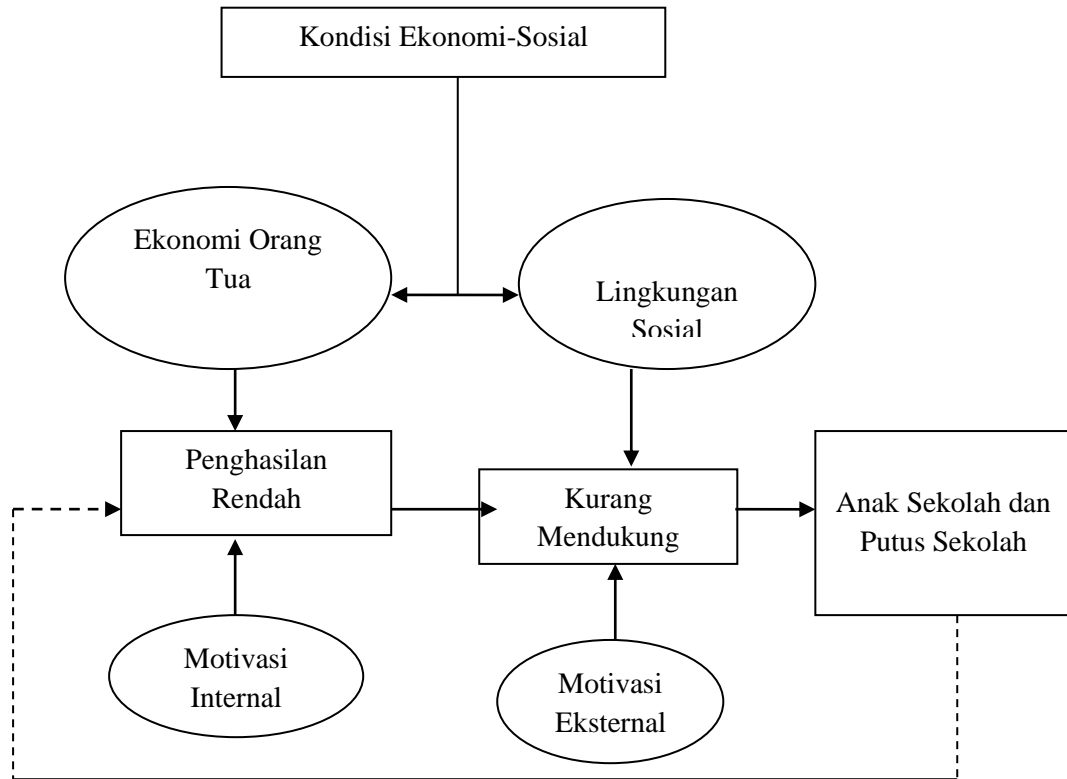 Kondisi Ekonomi-Sosial
Ekonomi Orang
Tua
Lingkungan
Sosial
Penghasilan
Rendah
Kurang
Mendukung
Anak Sekolah dan
Putus Sekolah
Motivasi
Internal
Motivasi
Eksternal